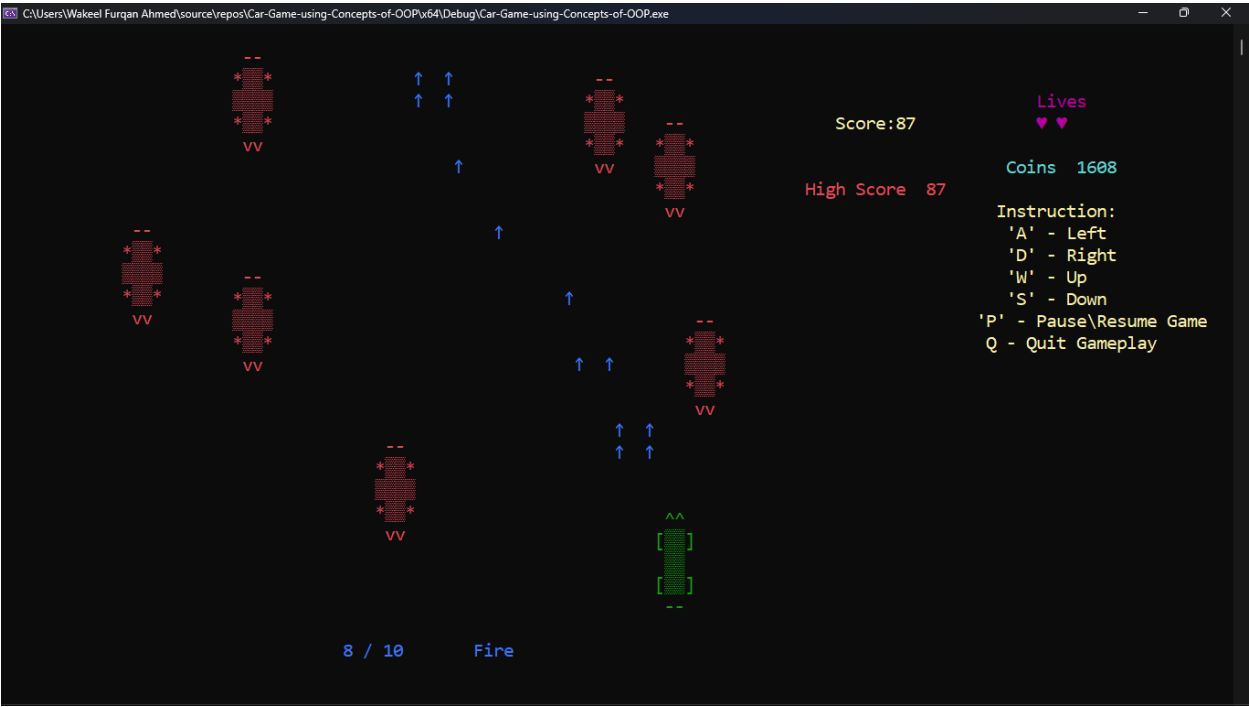 C:\Users\Wakeel Furqan Ahmed\source\repos\Car-Game-using-Concepts-of-OOP\x64\Debug\Car-Game-using-Concepts-of-OOP.exe
Lives
♥ ♥
Score:87
Coins 1608
High Score 87
Instruction:
'A' - Left
'D' - Right
'W' - Up
'S' - Down
'P' - Pause\Resume Game
Q - Quit Gameplay
8 / 10 Fire